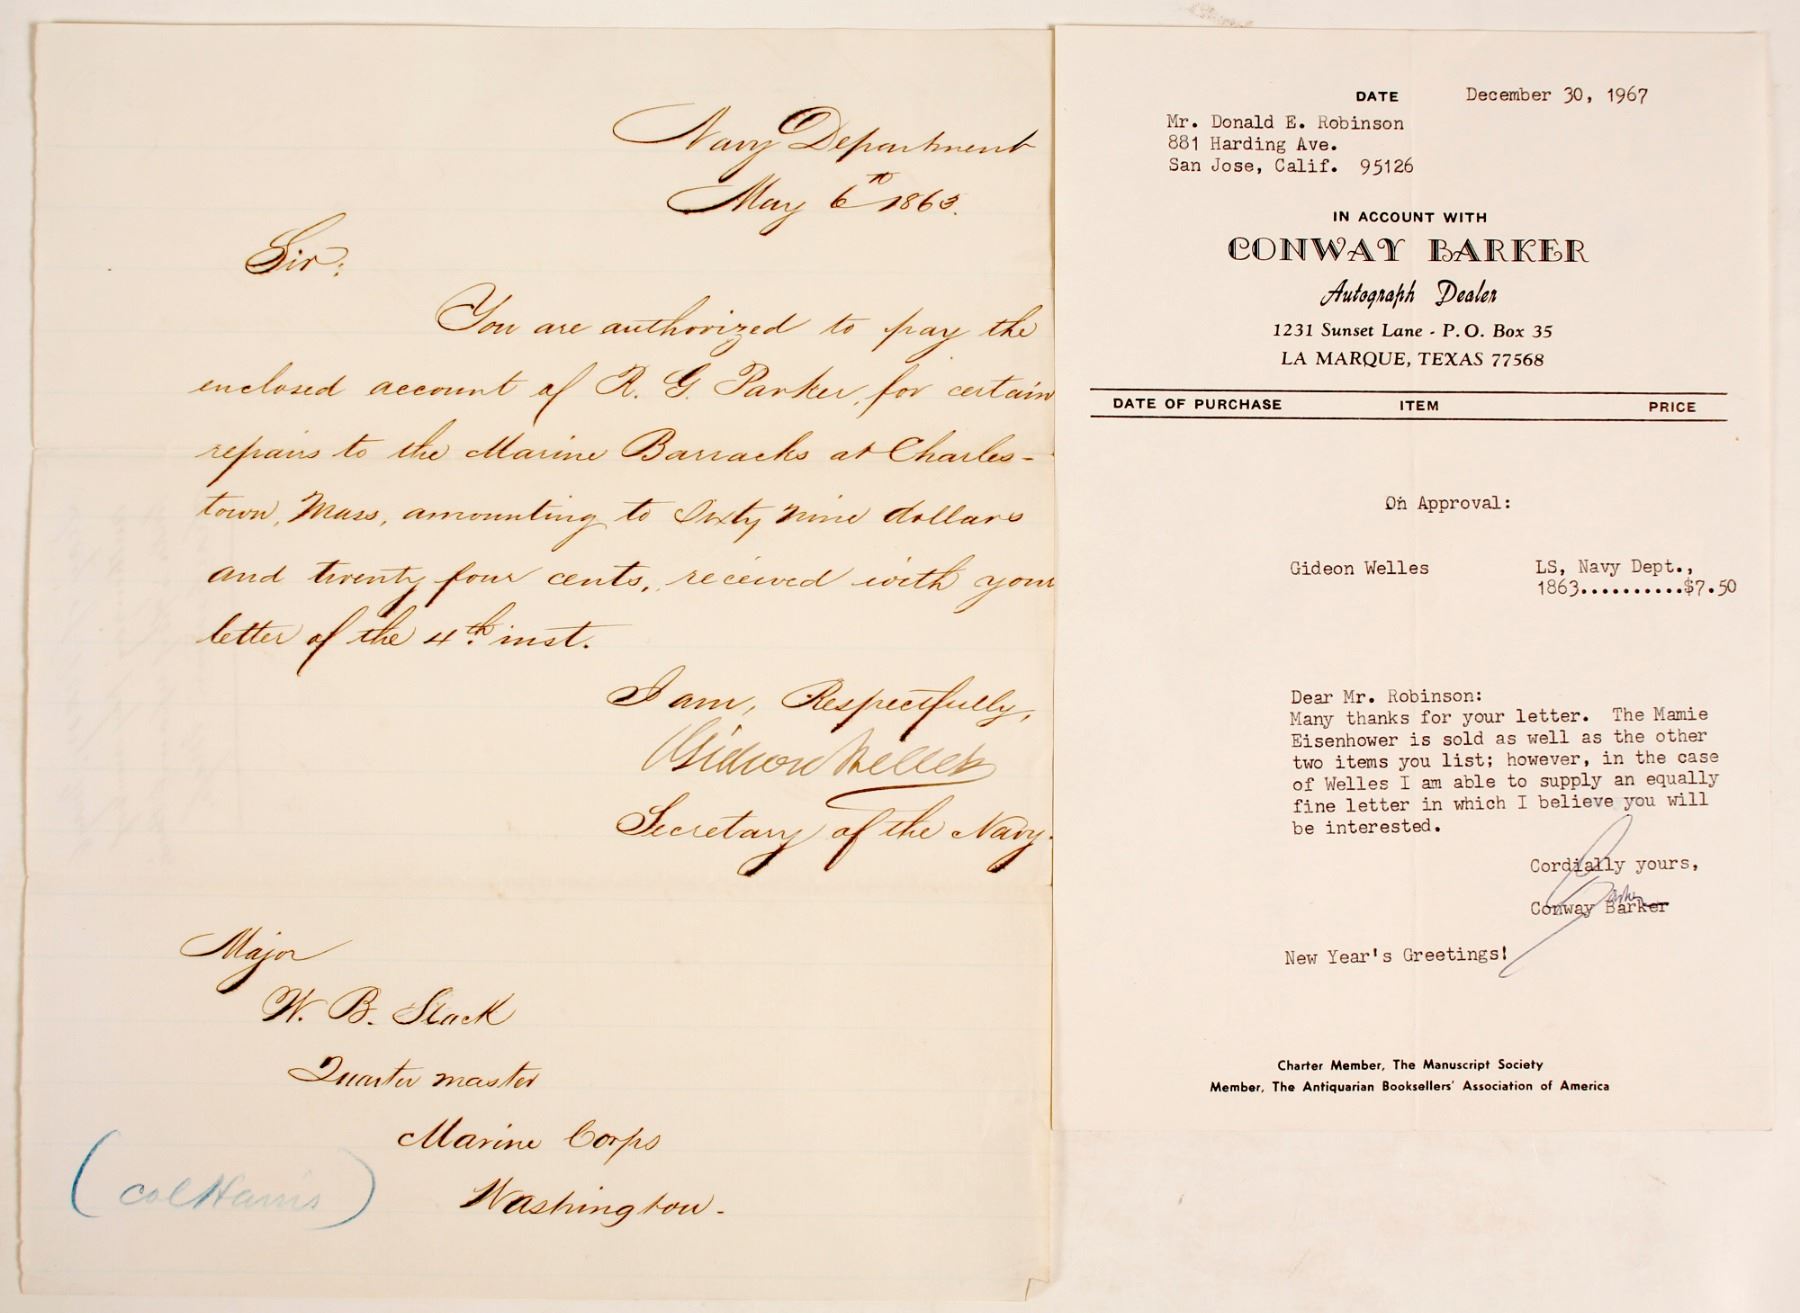 Navy Department
May 6th 1863.
Sir:
You are authorized to pay the
enclosed account of R. G. Parker, for certain
repairs to the Marine Barracks at Charles-
town, Mass, amounting to Sixty nine dollars
and twenty four cents, received with your
letter of the 4th inst.
I am, Respectfully,
Gideon Welles
Secretary of the Navy.
Major
W. B. Slack
Quarter master
Marine Corps
Washington.
(Col Harris)
DATE December 30, 1967
Mr. Donald E. Robinson
881 Harding Ave.
San Jose, Calif. 95126
IN ACCOUNT WITH
CONWAY BARKER
Autograph Dealer
1231 Sunset Lane - P. O. Box 35
LA MARQUE, TEXAS 77568
DATE OF PURCHASE ITEM PRICE
On Approval:
Gideon Welles LS, Navy Dept.,
1863..........$7.50
Dear Mr. Robinson:
Many thanks for your letter. The Mamie
Eisenhower is sold as well as the other
two items you list; however, in the case
of Welles I am able to supply an equally
fine letter in which I believe you will
be interested.
Cordially yours,
Barker
Conway Barker
New Year's Greetings!
Charter Member, The Manuscript Society
Member, The Antiquarian Booksellers' Association of America